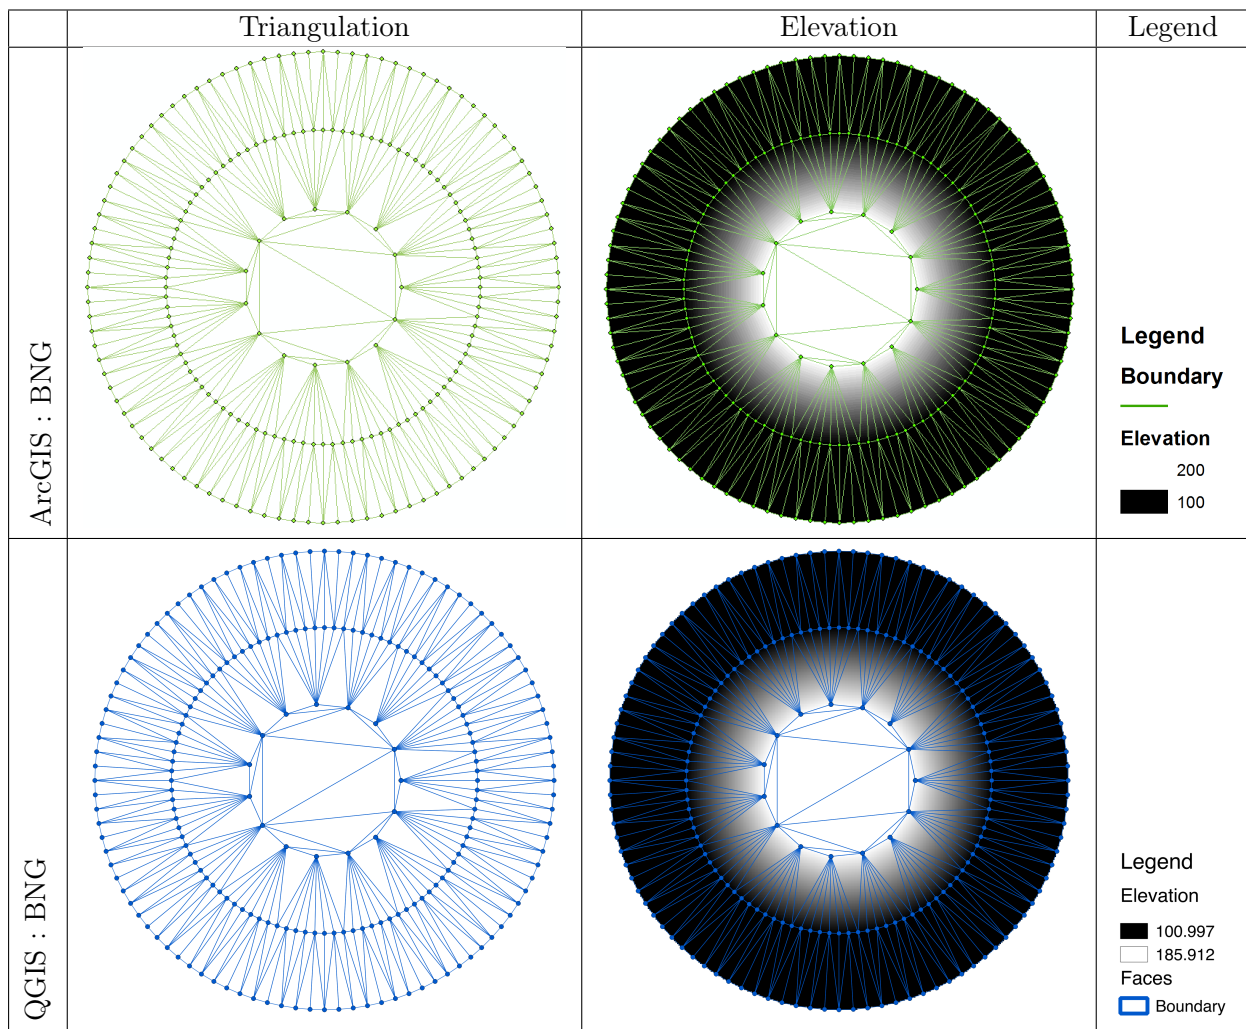 Triangulation
Elevation
Legend
ArcGIS : BNG
Legend
Boundary
Elevation
200
100
QGIS : BNG
Legend
Elevation
100.997
185.912
Faces
Boundary